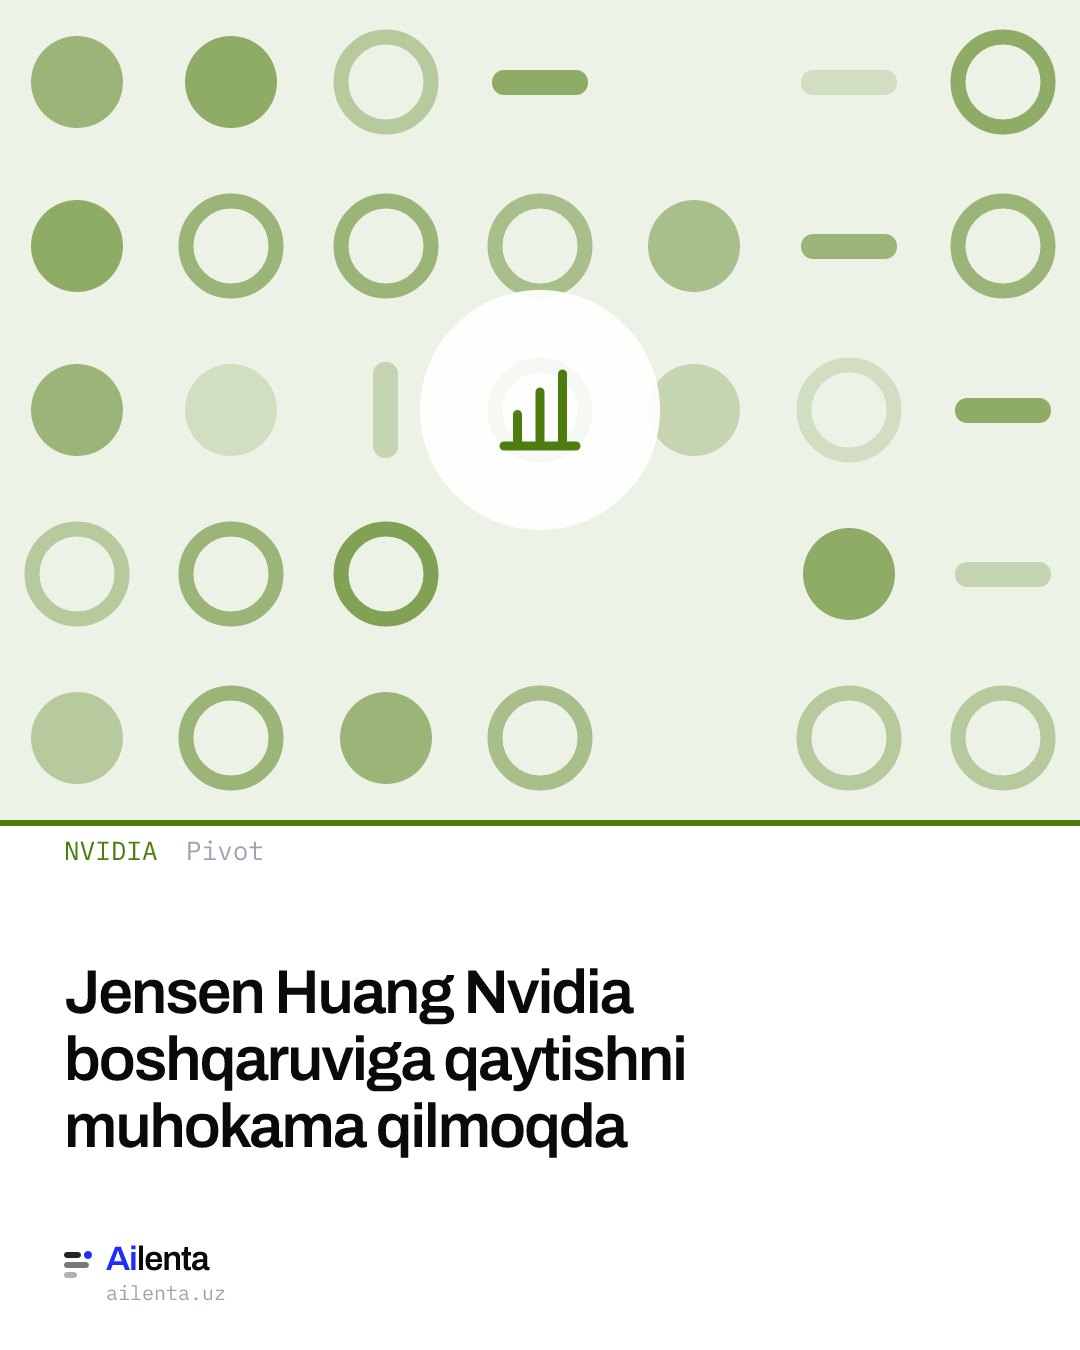 NVIDIA Pivot
Jensen Huang Nvidia
boshqaruviga qaytishni
muhokama qilmoqda
Ailenta
ailenta.uz